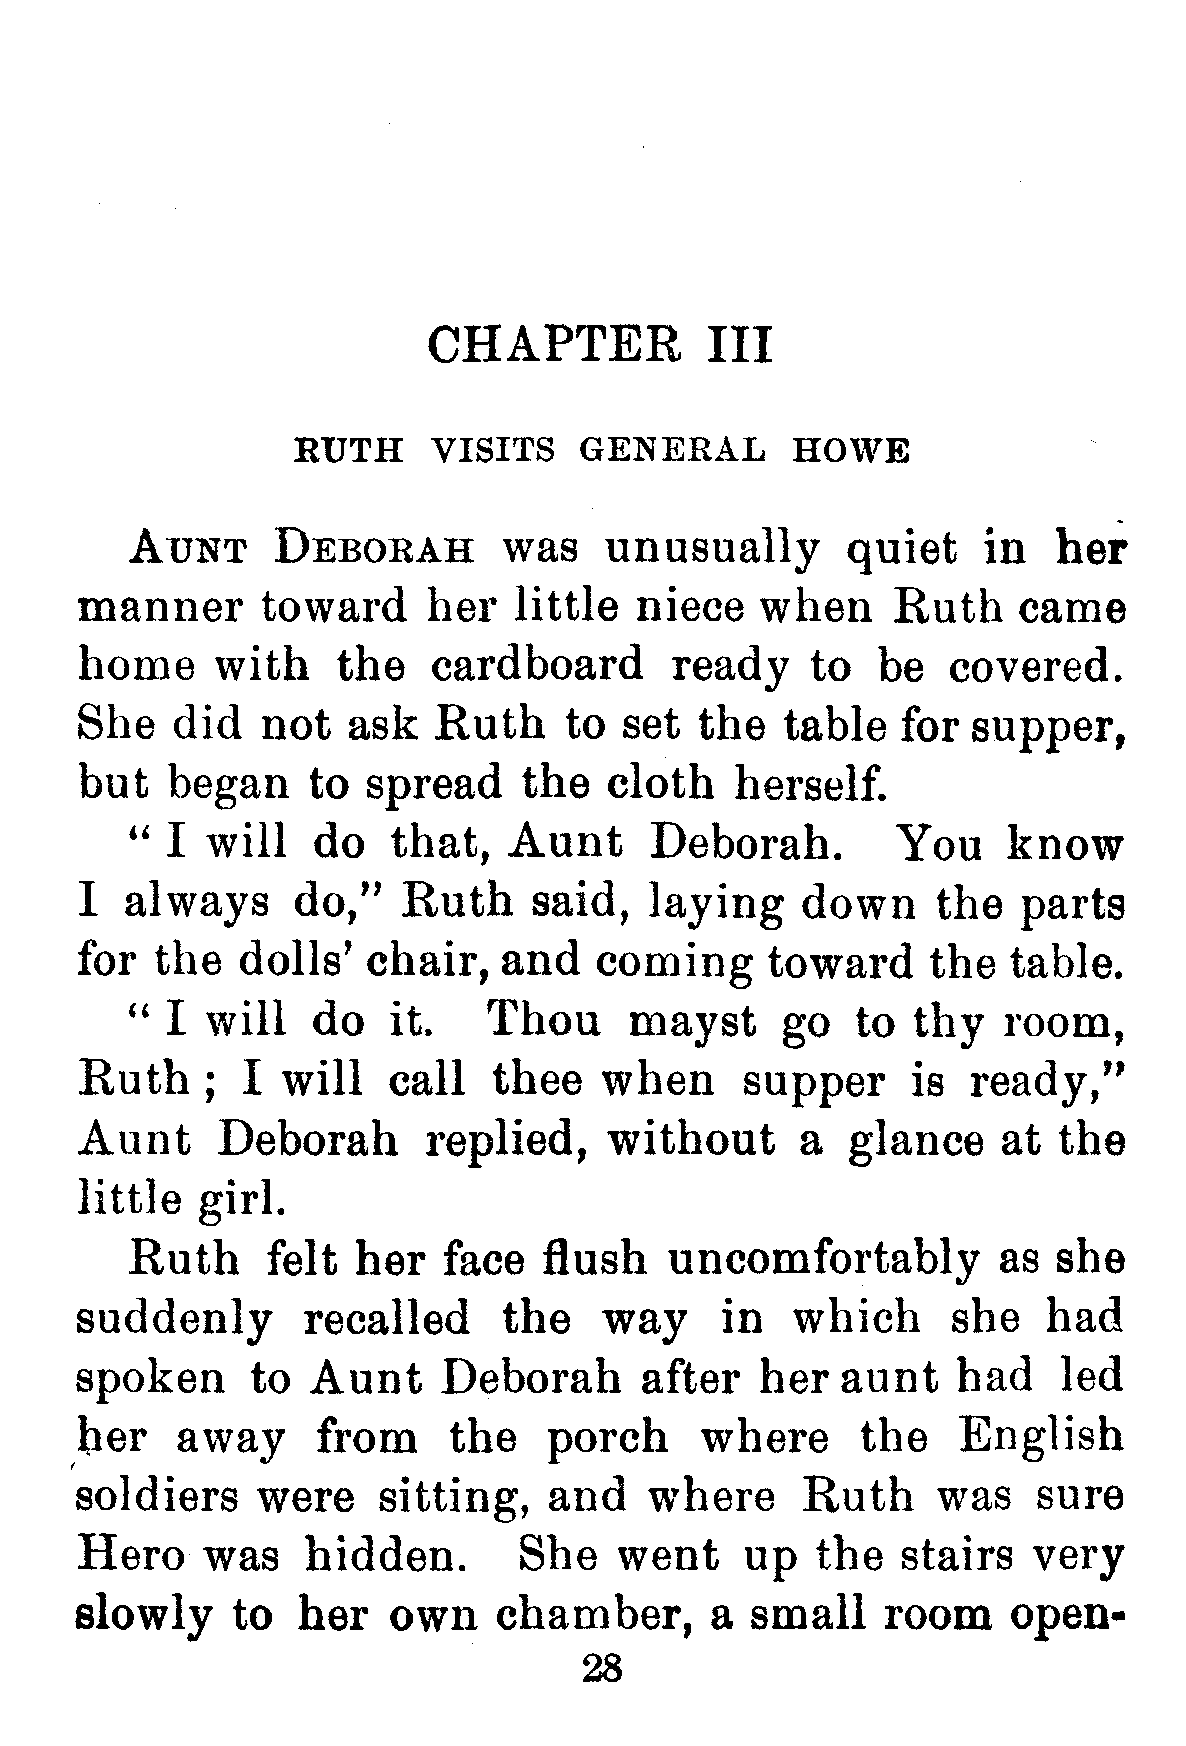 CHAPTER III
RUTH VISITS GENERAL HOWE
AUNT DEBORAH was unusually quiet in her
manner toward her little niece when Ruth came
home with the cardboard ready to be covered.
She did not ask Ruth to set the table for supper,
but began to spread the cloth herself.
“ I will do that, Aunt Deborah. You know
I always do,” Ruth said, laying down the parts
for the dolls’ chair, and coming toward the table.
“ I will do it. Thou mayst go to thy room,
Ruth ; I will call thee when supper is ready,”
Aunt Deborah replied, without a glance at the
little girl.
Ruth felt her face flush uncomfortably as she
suddenly recalled the way in which she had
spoken to Aunt Deborah after her aunt had led
her away from the porch where the English
soldiers were sitting, and where Ruth was sure
Hero was hidden. She went up the stairs very
slowly to her own chamber, a small room open-
28